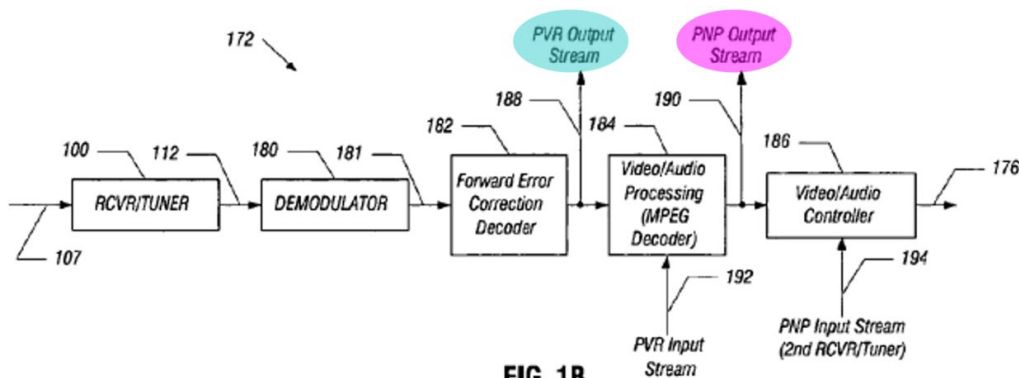 172
PVR Output
Stream
PNP Output
Stream
188
190
100
112
180
181
182
184
186
176
RCVR/TUNER
DEMODULATOR
Forward Error
Correction
Decoder
Video/Audio
Processing
(MPEG
Decoder)
Video/Audio
Controller
107
192
194
PVR Input
Stream
PNP Input Stream
(2nd RCVR/Tuner)
FIG. 1B